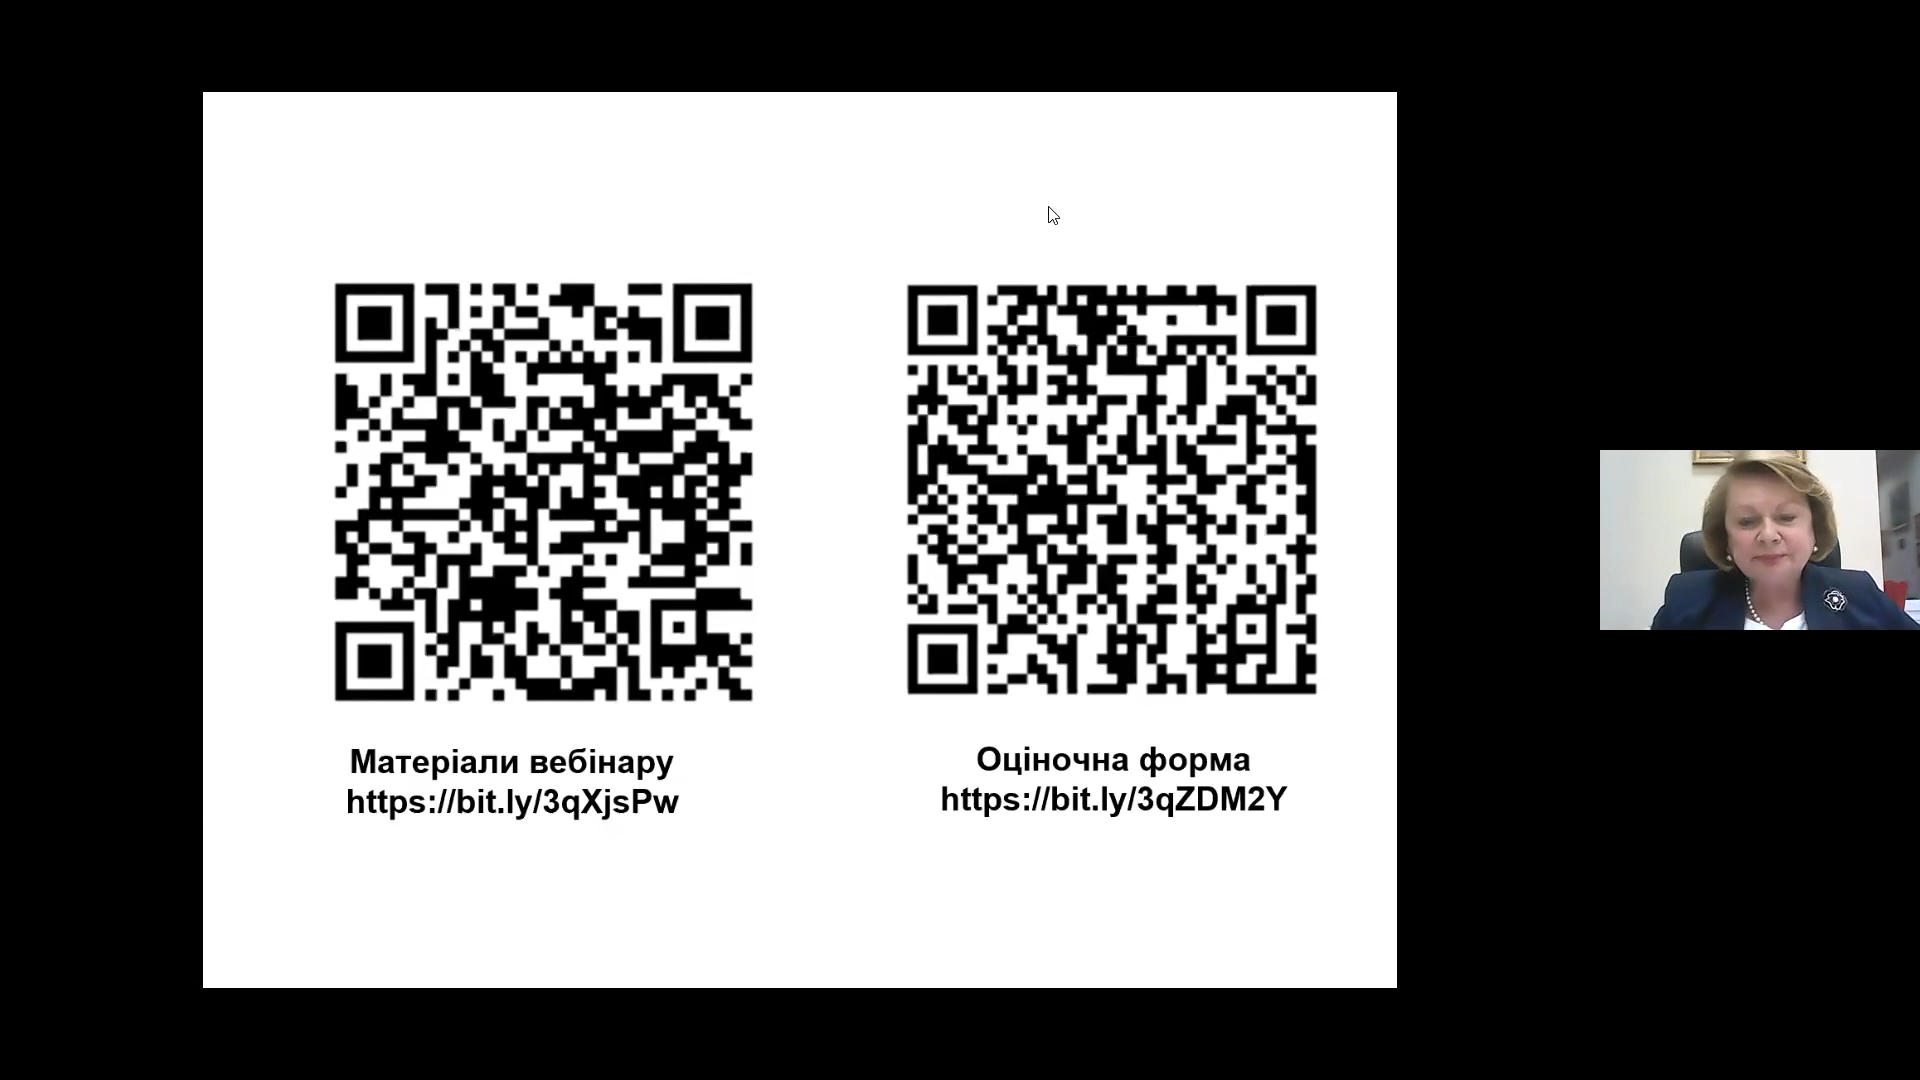 Матеріали вебінару
https://bit.ly/3qXjsPw
Оціночна форма
https://bit.ly/3qZDM2Y